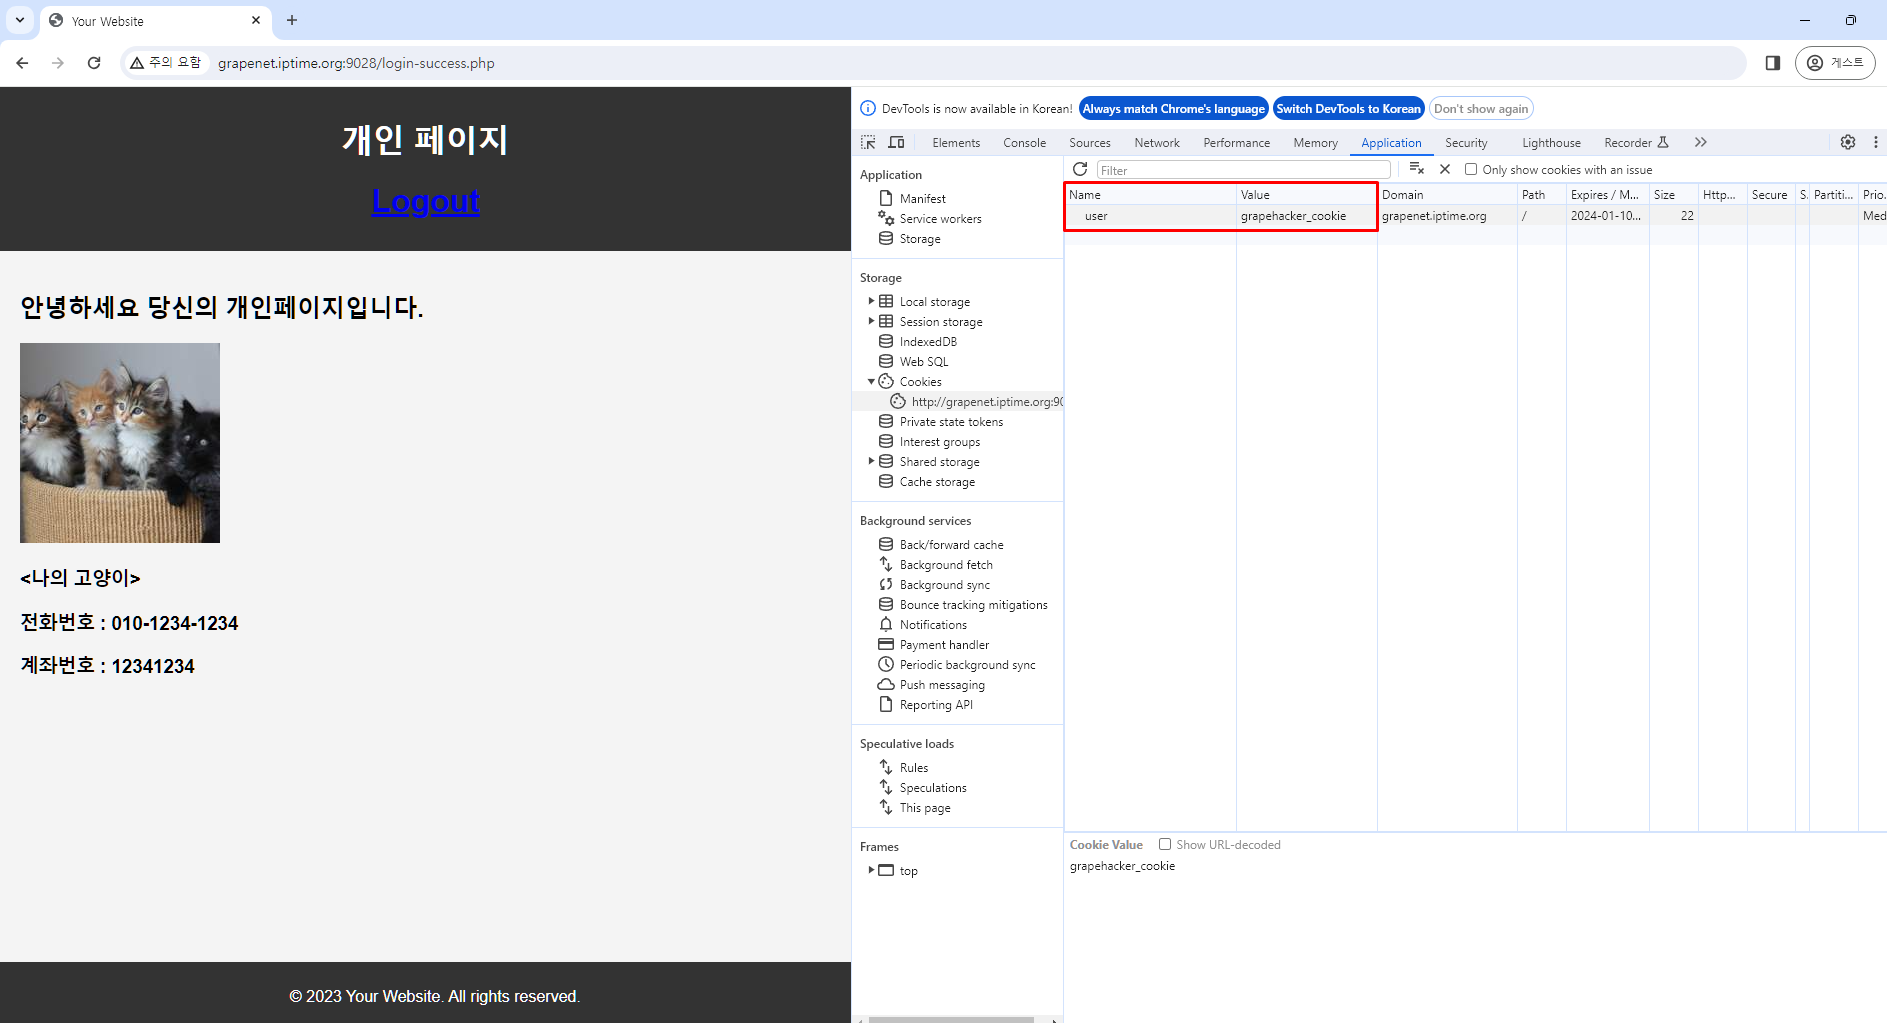 Your Website
주의 요함
grapenet.iptime.org:9028/login-success.php
게스트
개인 페이지
Logout
안녕하세요 당신의 개인페이지입니다.
<나의 고양이>
전화번호 : 010-1234-1234
계좌번호 : 12341234
© 2023 Your Website. All rights reserved.
DevTools is now available in Korean! Always match Chrome's language Switch DevTools to Korean Don't show again
Elements Console Sources Network Performance Memory Application Security Lighthouse Recorder
Application
Manifest
Service workers
Storage
Storage
Local storage
Session storage
IndexedDB
Web SQL
Cookies
http://grapenet.iptime.org:90
Private state tokens
Interest groups
Shared storage
Cache storage
Background services
Back/forward cache
Background fetch
Background sync
Bounce tracking mitigations
Notifications
Payment handler
Periodic background sync
Push messaging
Reporting API
Speculative loads
Rules
Speculations
This page
Frames
top
Filter Only show cookies with an issue
Name Value Domain Path Expires / M... Size Http... Secure S. Partiti... Prio.
user grapehacker_cookie grapenet.iptime.org / 2024-01-10... 22 Med
Cookie Value Show URL-decoded
grapehacker_cookie